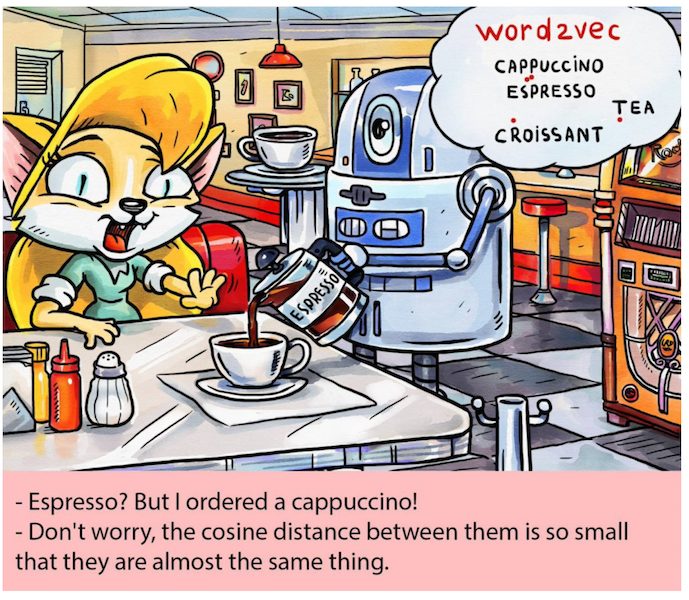 word2vec
CAPPUCCINO
ESPRESSO
TEA
CROISSANT
ESPRESSO
- Espresso? But I ordered a cappuccino!
- Don't worry, the cosine distance between them is so small
that they are almost the same thing.